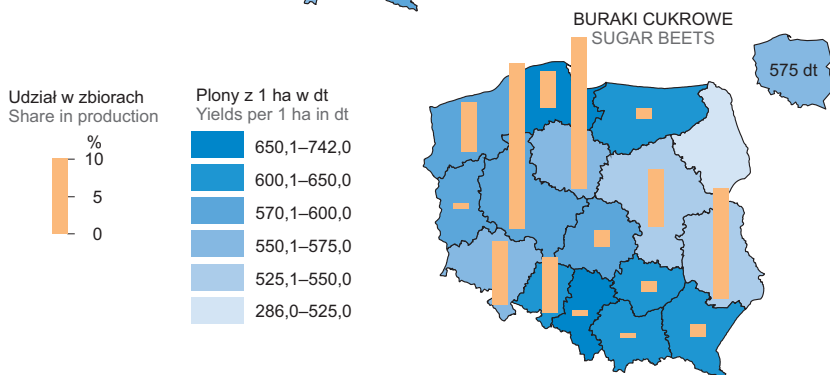 BURAKI CUKROWE
SUGAR BEETS
575 dt
Udział w zbiorach
Share in production
%
10
5
0
Plony z 1 ha w dt
Yields per 1 ha in dt
650,1–742,0
600,1–650,0
570,1–600,0
550,1–575,0
525,1–550,0
286,0–525,0